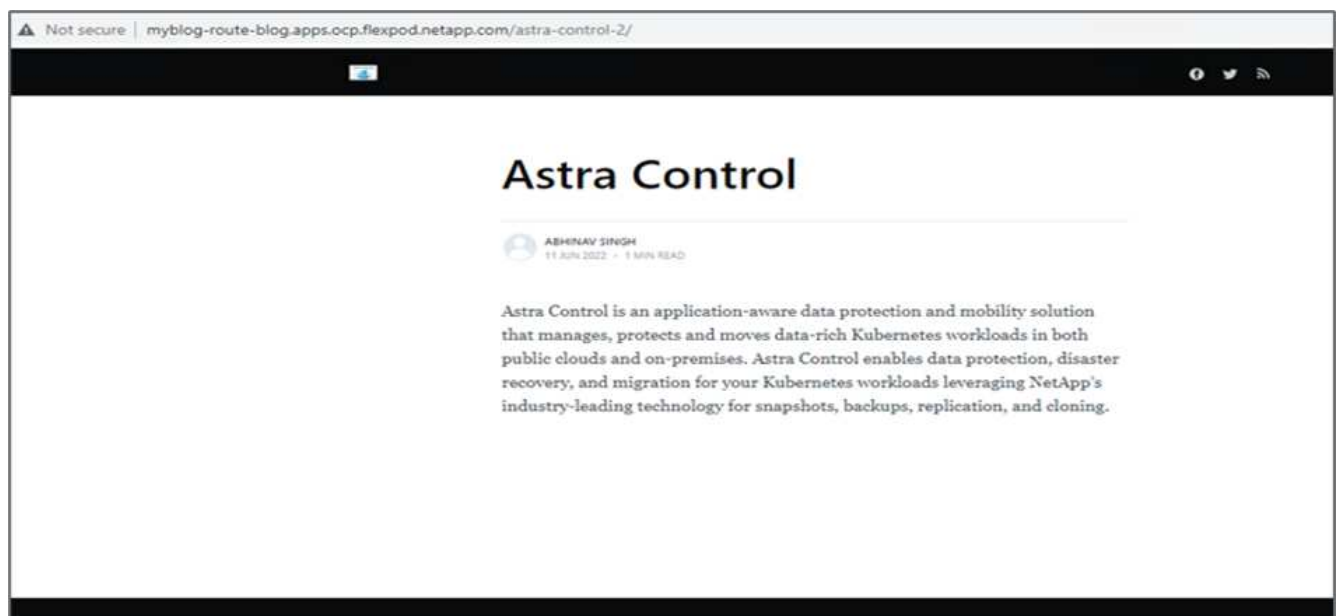 Not secure | myblog-route-blog.apps.ocp.flexpod.netapp.com/astra-control-2/
Astra Control
ABHINAV SINGH
11 JUN 2022 • 1 MIN READ
Astra Control is an application-aware data protection and mobility solution
that manages, protects and moves data-rich Kubernetes workloads in both
public clouds and on-premises. Astra Control enables data protection, disaster
recovery, and migration for your Kubernetes workloads leveraging NetApp's
industry-leading technology for snapshots, backups, replication, and cloning.